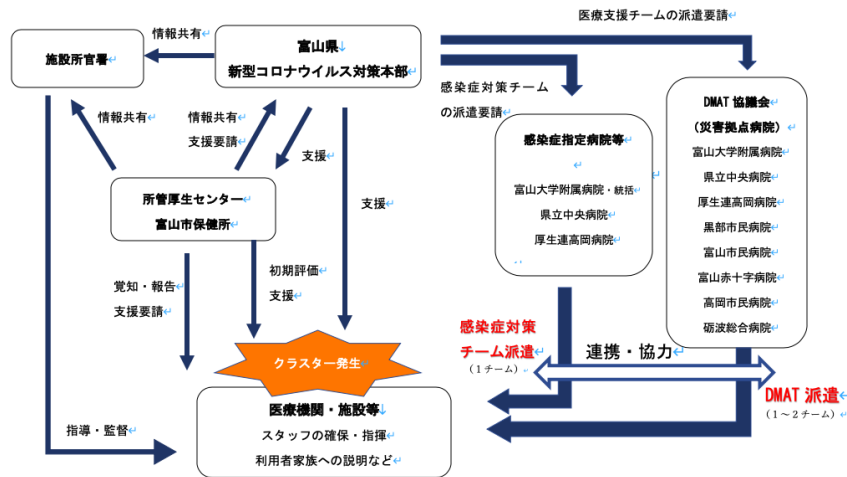 医療支援チームの派遣要請
情報共有
富山県
新型コロナウイルス対策本部
施設所官署
感染症対策チーム
の派遣要請
DMAT 協議会
（災害拠点病院）
富山大学附属病院
県立中央病院
厚生連高岡病院
黒部市民病院
富山市民病院
富山赤十字病院
高岡市民病院
砺波総合病院
情報共有
情報共有
支援要請
支援
感染症指定病院等
富山大学附属病院・統括
県立中央病院
厚生連高岡病院
所管厚生センター
富山市保健所
支援
覚知・報告
支援要請
初期評価
支援
感染症対策
チーム派遣
（１チーム）
連携・協力
クラスター発生
DMAT 派遣
（１～２チーム）
医療機関・施設等
スタッフの確保・指揮
利用者家族への説明など
指導・監督